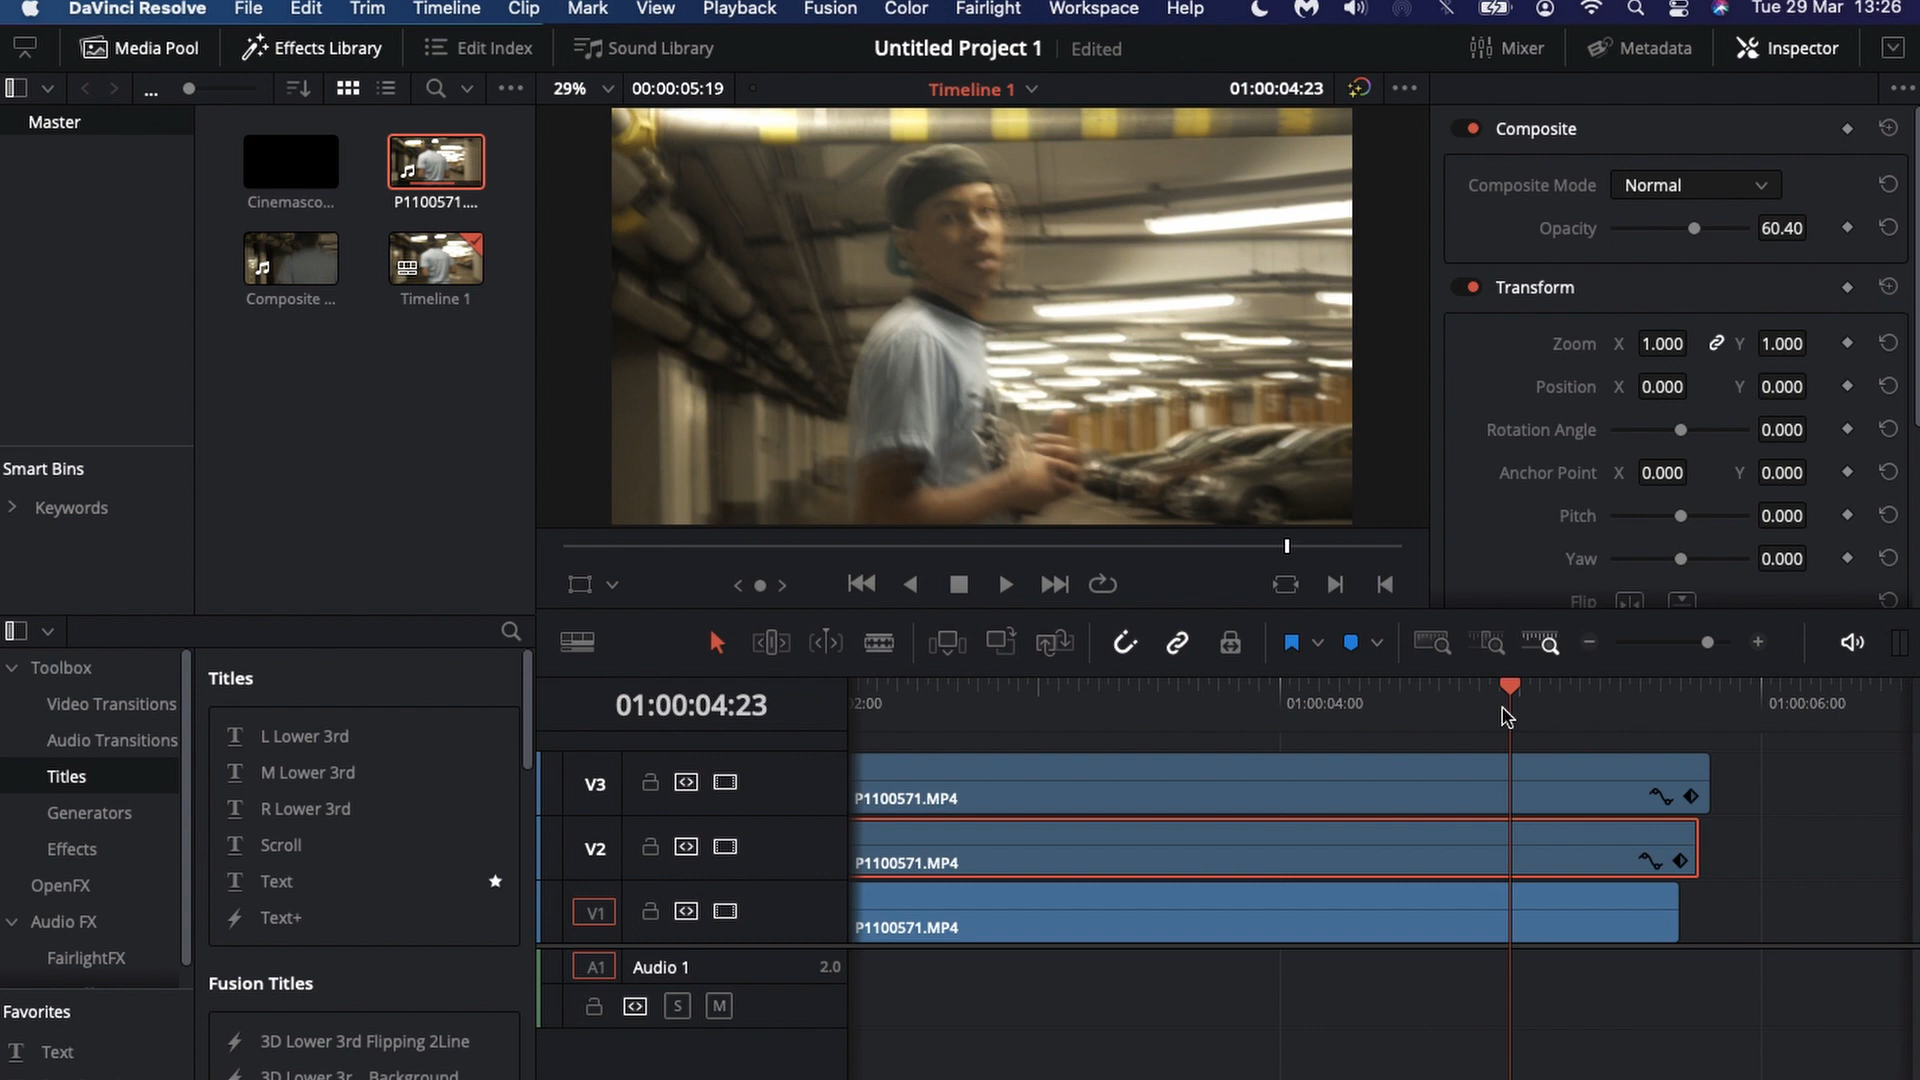 DaVinci Resolve File Edit Trim Timeline Clip Mark View Playback Fusion Color Fairlight Workspace Help Tue 29 Mar 13:26
Media Pool Effects Library Edit Index Sound Library Untitled Project 1 Edited Mixer Metadata Inspector
... 29% 00:00:05:19 Timeline 1 01:00:04:23
Master
Cinemasco... P1100571....
Composite ... Timeline 1
Smart Bins
Keywords
Composite
Composite Mode Normal
Opacity 60.40
Transform
Zoom X 1.000 Y 1.000
Position X 0.000 Y 0.000
Rotation Angle 0.000
Anchor Point X 0.000 Y 0.000
Pitch 0.000
Yaw 0.000
Flip
Toolbox
Video Transitions
Audio Transitions
Titles
Generators
Effects
OpenFX
Audio FX
FairlightFX
Favorites
Text
Titles
L Lower 3rd
M Lower 3rd
R Lower 3rd
Scroll
Text
Text+
Fusion Titles
3D Lower 3rd Flipping 2Line
3D Lower 3r... Background
01:00:04:23 02:00 01:00:04:00 01:00:06:00
V3 P1100571.MP4
V2 P1100571.MP4
V1 P1100571.MP4
A1 Audio 1 2.0
S M